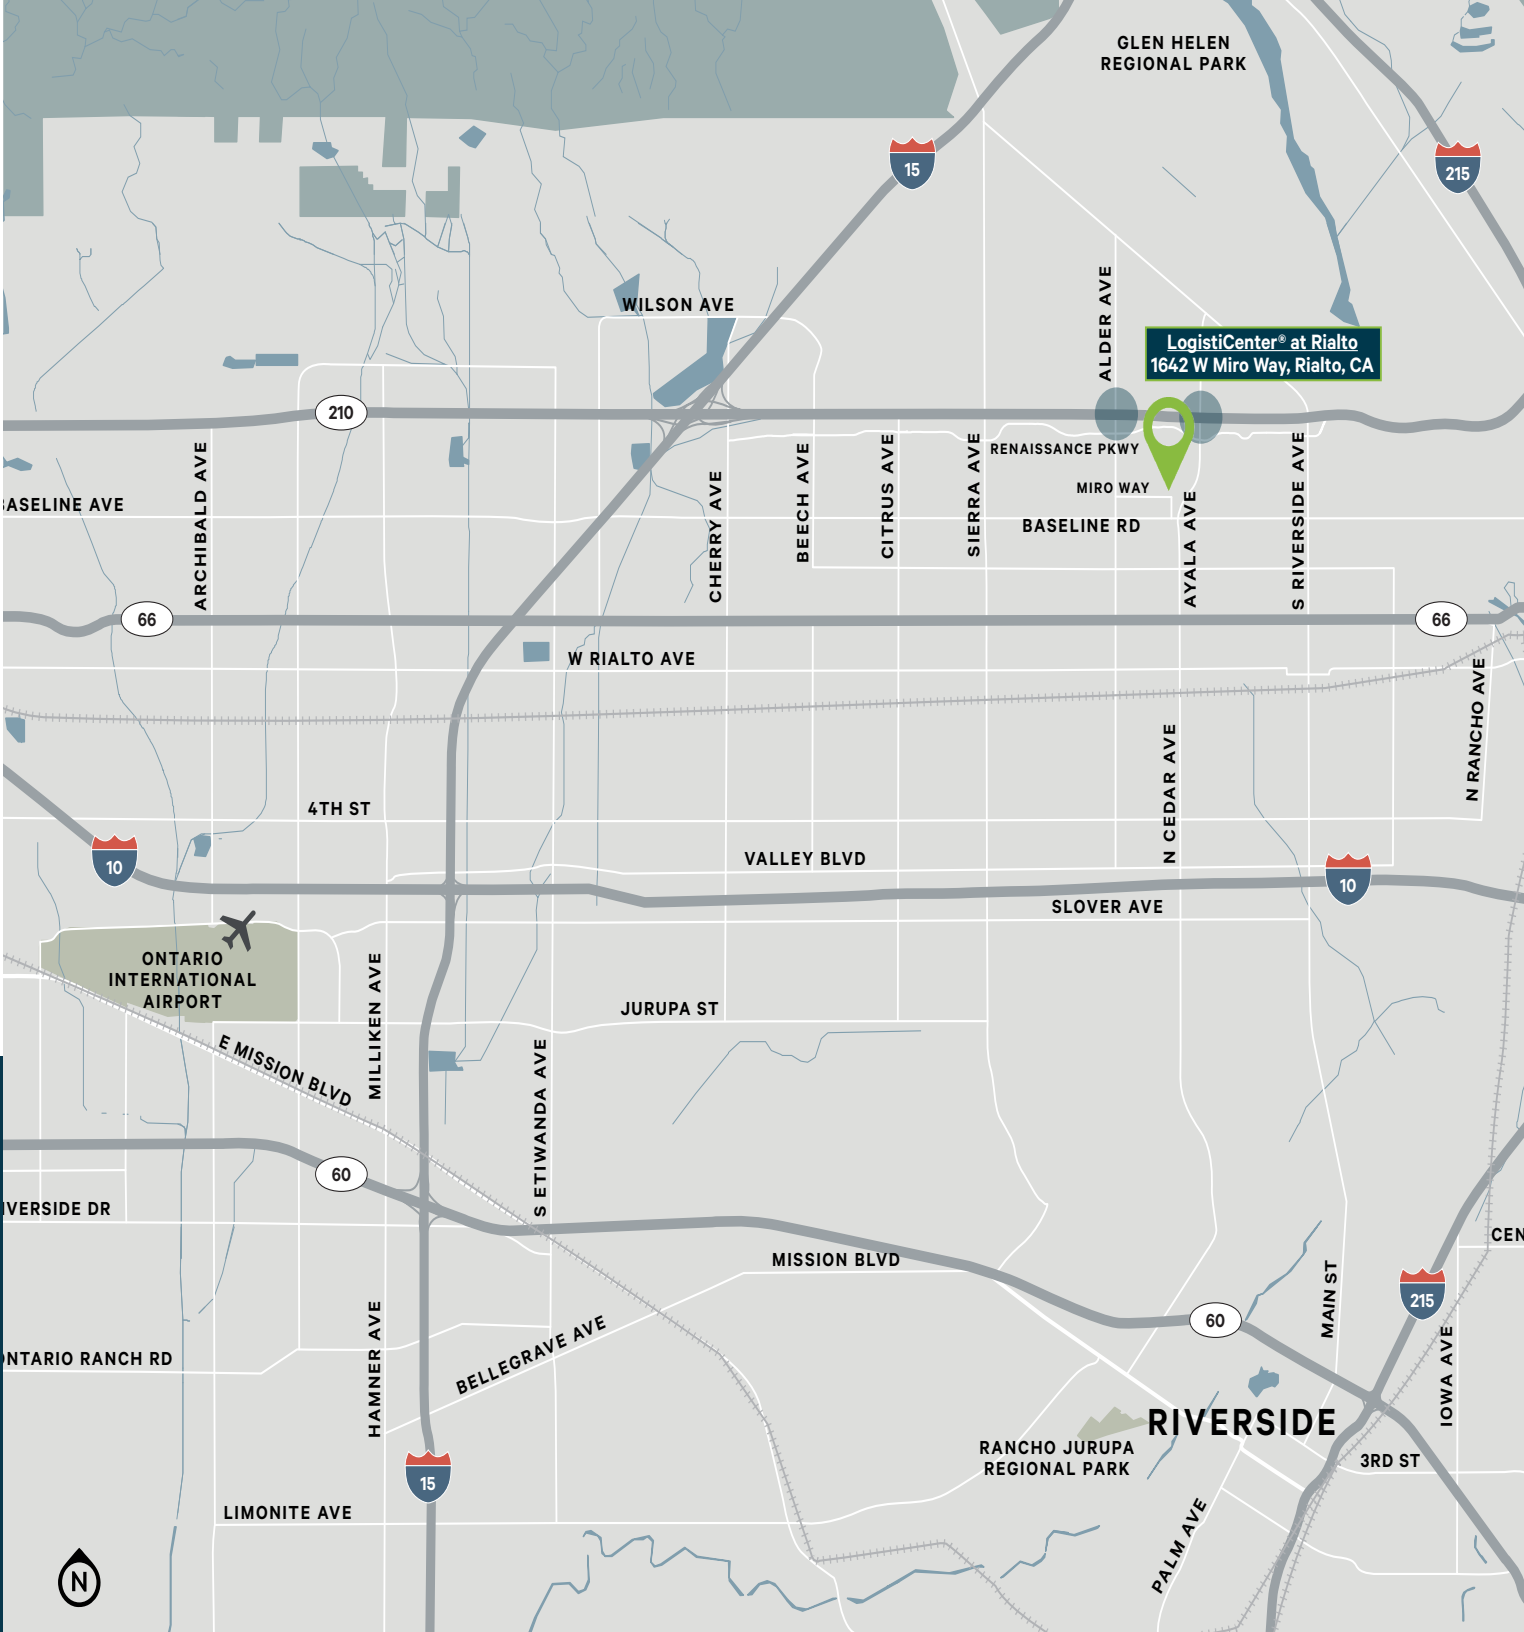 GLEN HELEN
REGIONAL PARK
15
215
WILSON AVE
ALDER AVE
LogistiCenter® at Rialto
1642 W Miro Way, Rialto, CA
210
ARCHIBALD AVE
CHERRY AVE
BEECH AVE
CITRUS AVE
SIERRA AVE
RENAISSANCE PKWY
MIRO WAY
AYALA AVE
S RIVERSIDE AVE
BASELINE AVE
BASELINE RD
66
66
W RIALTO AVE
N RANCHO AVE
N CEDAR AVE
4TH ST
10
VALLEY BLVD
10
SLOVER AVE
ONTARIO
INTERNATIONAL
AIRPORT
MILLIKEN AVE
JURUPA ST
E MISSION BLVD
S ETIWANDA AVE
60
IVERSIDE DR
MISSION BLVD
CEN
MAIN ST
215
60
IOWA AVE
HAMNER AVE
BELLEGRAVE AVE
ONTARIO RANCH RD
RIVERSIDE
RANCHO JURUPA
REGIONAL PARK
3RD ST
15
LIMONITE AVE
PALM AVE
N